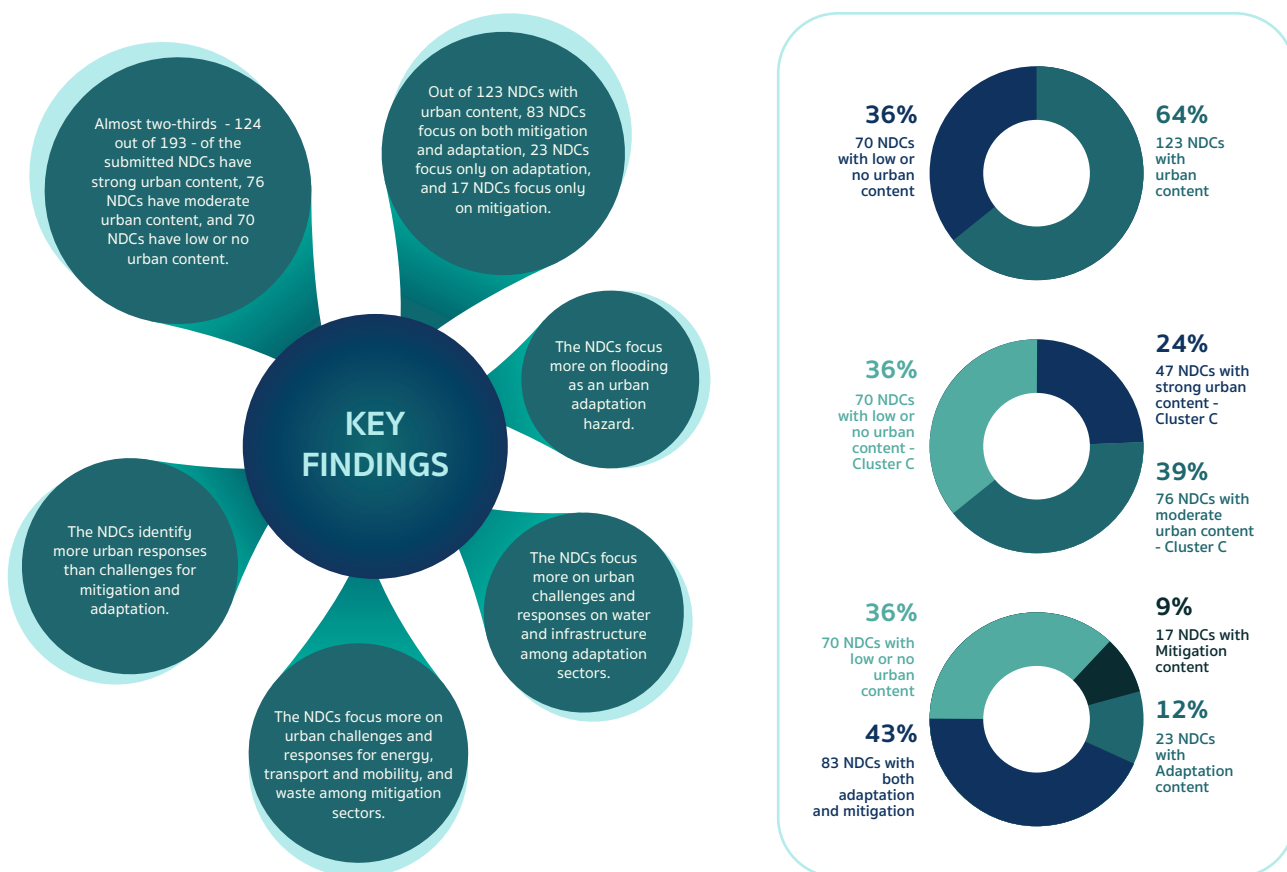 Almost two-thirds - 124
out of 193 - of the
submitted NDCs have
strong urban content, 76
NDCs have moderate
urban content, and 70
NDCs have low or no
urban content.
Out of 123 NDCs with
urban content, 83 NDCs
focus on both mitigation
and adaptation, 23 NDCs
focus only on adaptation,
and 17 NDCs focus only
on mitigation.
The NDCs focus
more on flooding
as an urban
adaptation
hazard.
KEY
FINDINGS
The NDCs identify
more urban responses
than challenges for
mitigation and
adaptation.
The NDCs focus
more on urban
challenges and
responses on water
and infrastructure
among adaptation
sectors.
The NDCs focus more on
urban challenges and
responses for energy,
transport and mobility, and
waste among mitigation
sectors.
36%
70 NDCs
with low or
no urban
content
64%
123 NDCs
with
urban
content
36%
70 NDCs
with low or
no urban
content -
Cluster C
24%
47 NDCs with
strong urban
content -
Cluster C
39%
76 NDCs with
moderate
urban content
- Cluster C
36%
70 NDCs with
low or no
urban
content
43%
83 NDCs with
both
adaptation
and mitigation
9%
17 NDCs with
Mitigation
content
12%
23 NDCs
with
Adaptation
content